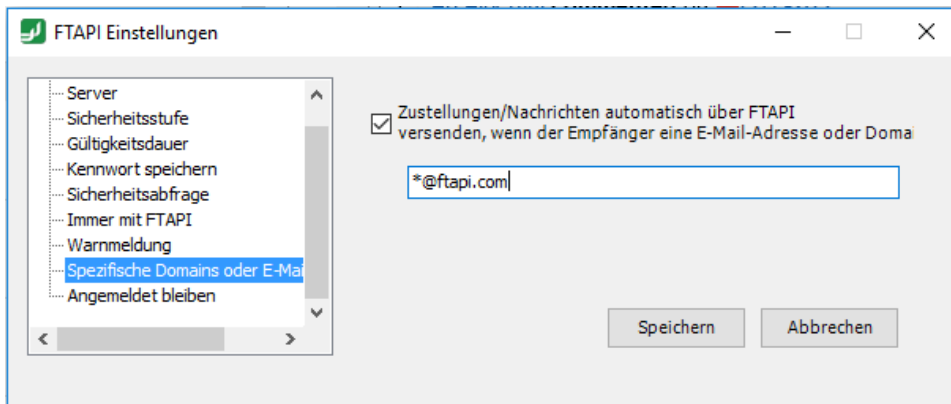 FTAPI Einstellungen
Server
Sicherheitsstufe
Gültigkeitsdauer
Kennwort speichern
Sicherheitsabfrage
Immer mit FTAPI
Warnmeldung
Spezifische Domains oder E-Mai
Angemeldet bleiben
Zustellungen/Nachrichten automatisch über FTAPI
versenden, wenn der Empfänger eine E-Mail-Adresse oder Domai
*@ftapi.com
Speichern
Abbrechen